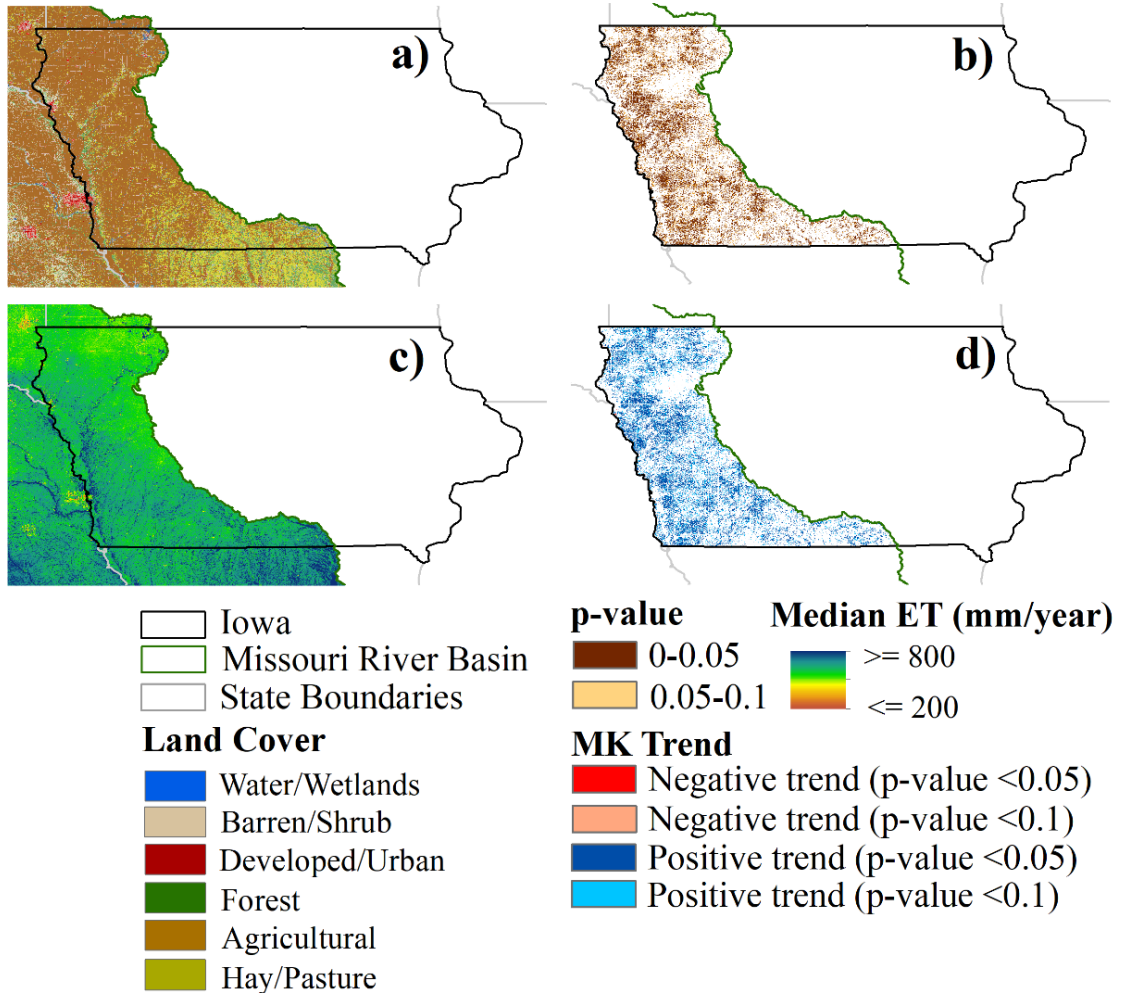 a)
b)
c)
d)
Iowa
Missouri River Basin
State Boundaries
Land Cover
Water/Wetlands
Barren/Shrub
Developed/Urban
Forest
Agricultural
Hay/Pasture
p-value
0-0.05
0.05-0.1
Median ET (mm/year)
>= 800
<= 200
MK Trend
Negative trend (p-value <0.05)
Negative trend (p-value <0.1)
Positive trend (p-value <0.05)
Positive trend (p-value <0.1)